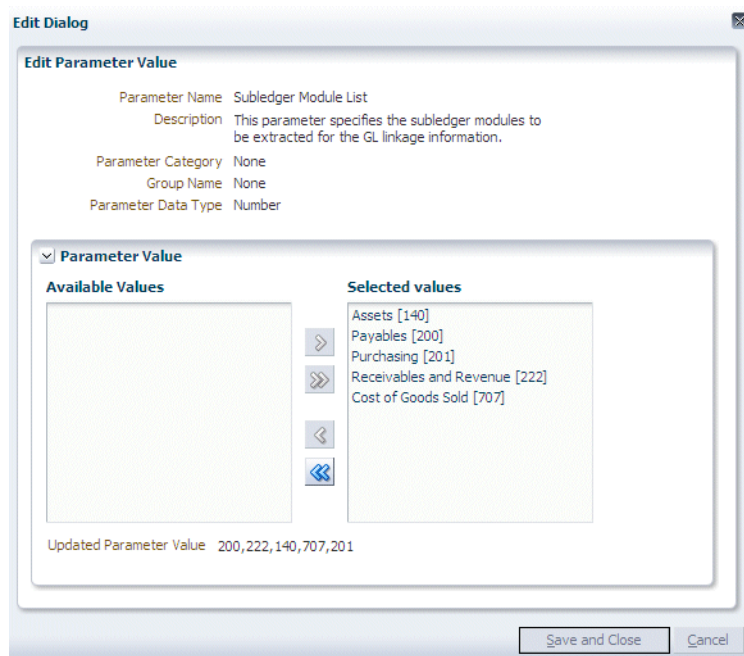 Edit Dialog
Edit Parameter Value
Parameter Name Subledger Module List
Description This parameter specifies the subledger modules to
be extracted for the GL linkage information.
Parameter Category None
Group Name None
Parameter Data Type Number
Parameter Value
Available Values
Selected values
Assets [140]
Payables [200]
Purchasing [201]
Receivables and Revenue [222]
Cost of Goods Sold [707]
Updated Parameter Value 200,222,140,707,201
Save and Close Cancel